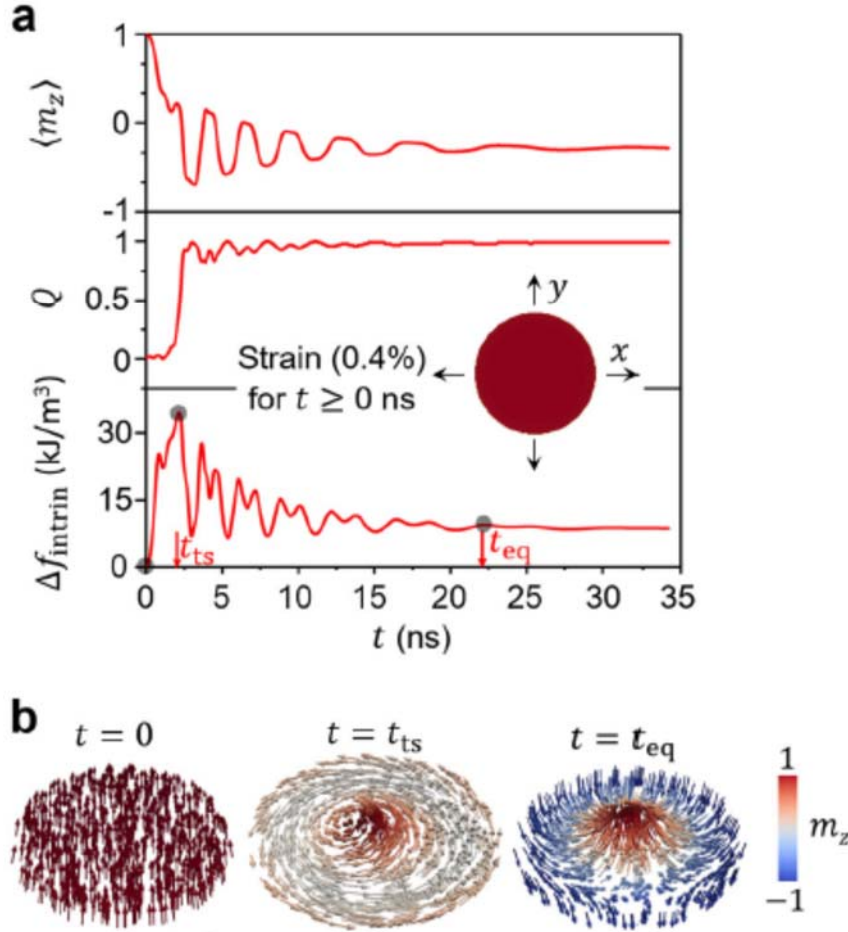 a
1
0
-1
⟨m_z⟩
1
0.5
0
Q
Strain (0.4%)
for t ≥ 0 ns
y
x
30
15
0
Δf_intrin (kJ/m³)
t_ts
t_eq
0 5 10 15 20 25 30 35
t (ns)
b
t = 0 t = t_ts t = t_eq
1
m_z
−1